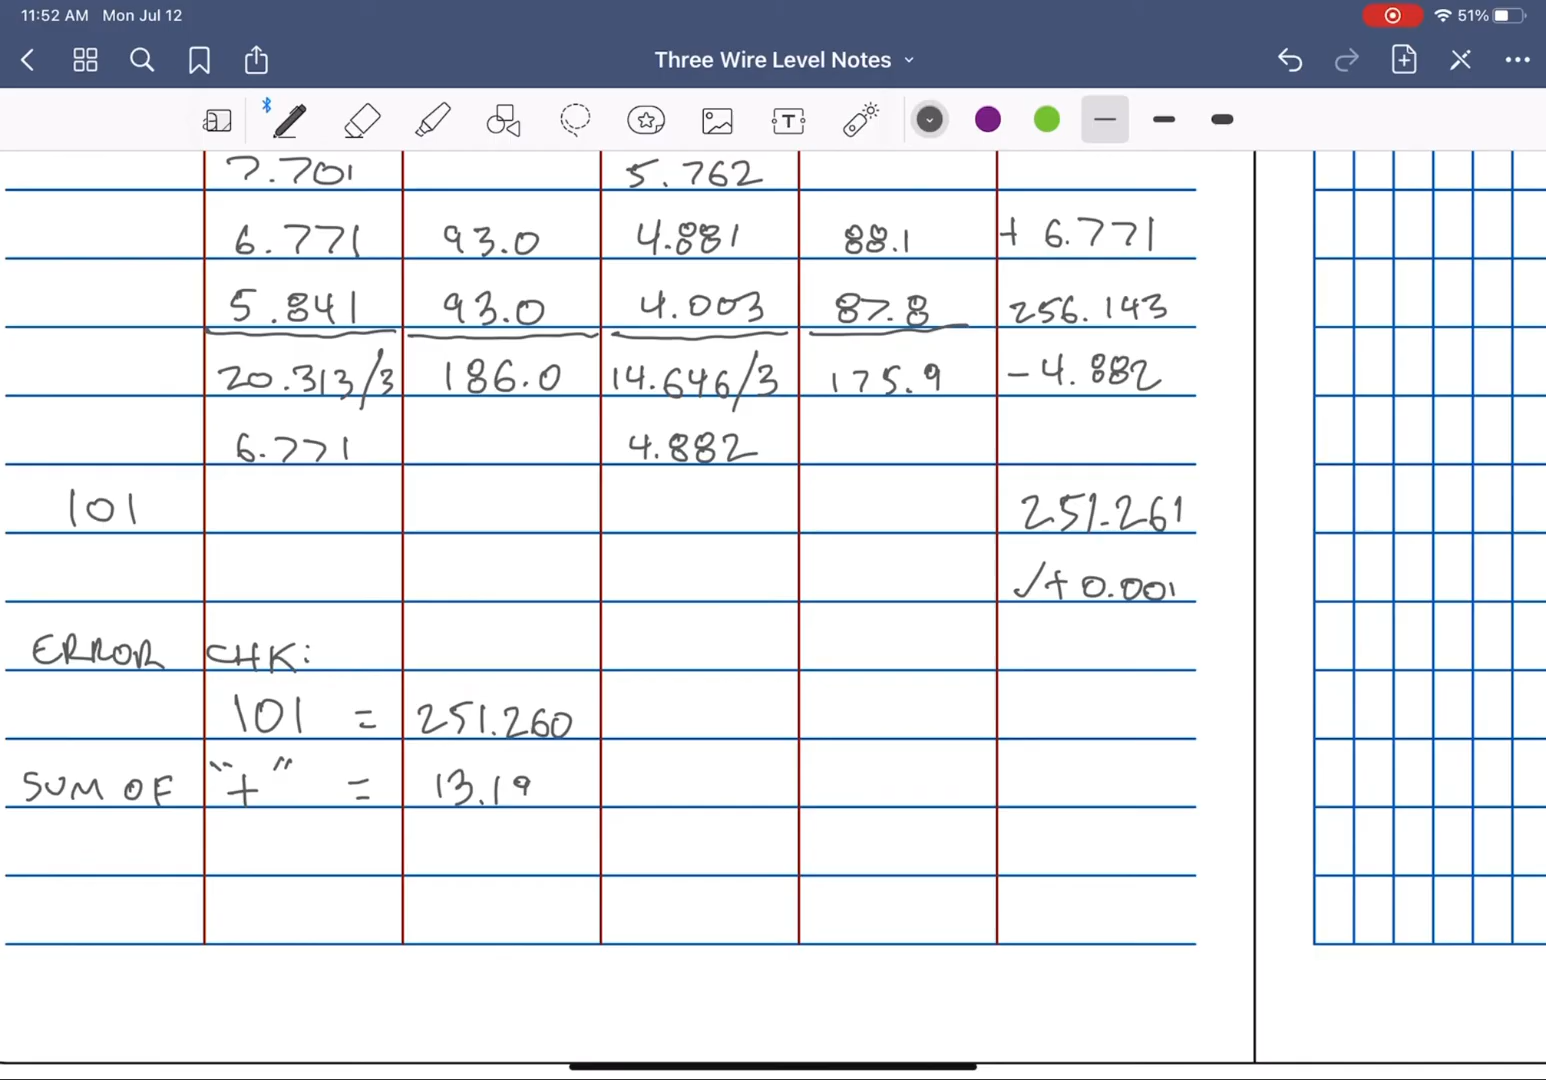 11:52 AM Mon Jul 12
51%
Three Wire Level Notes
7.701 5.762
6.771 93.0 4.881 88.1 + 6.771
5.841 93.0 4.003 87.8 256.143
20.313/3 186.0 14.646/3 175.9 - 4.882
6.771 4.882
101 251.261
✓+ 0.001
ERROR CHK:
101 = 251.260
SUM OF "+" = 13.19